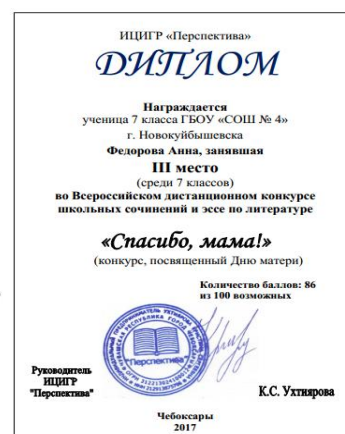 ИЦИГР «Перспектива»
ДИПЛОМ
Награждается
ученица 7 класса ГБОУ «СОШ № 4»
г. Новокуйбышевска
Федорова Анна, занявшая
III место
(среди 7 классов)
во Всероссийском дистанционном конкурсе
школьных сочинений и эссе по литературе
«Спасибо, мама!»
(конкурс, посвященный Дню матери)
Количество баллов: 86
из 100 возможных
"Перспектива"
Руководитель
ИЦИГР
"Перспектива"
К.С. Ухтиярова
Чебоксары
2017